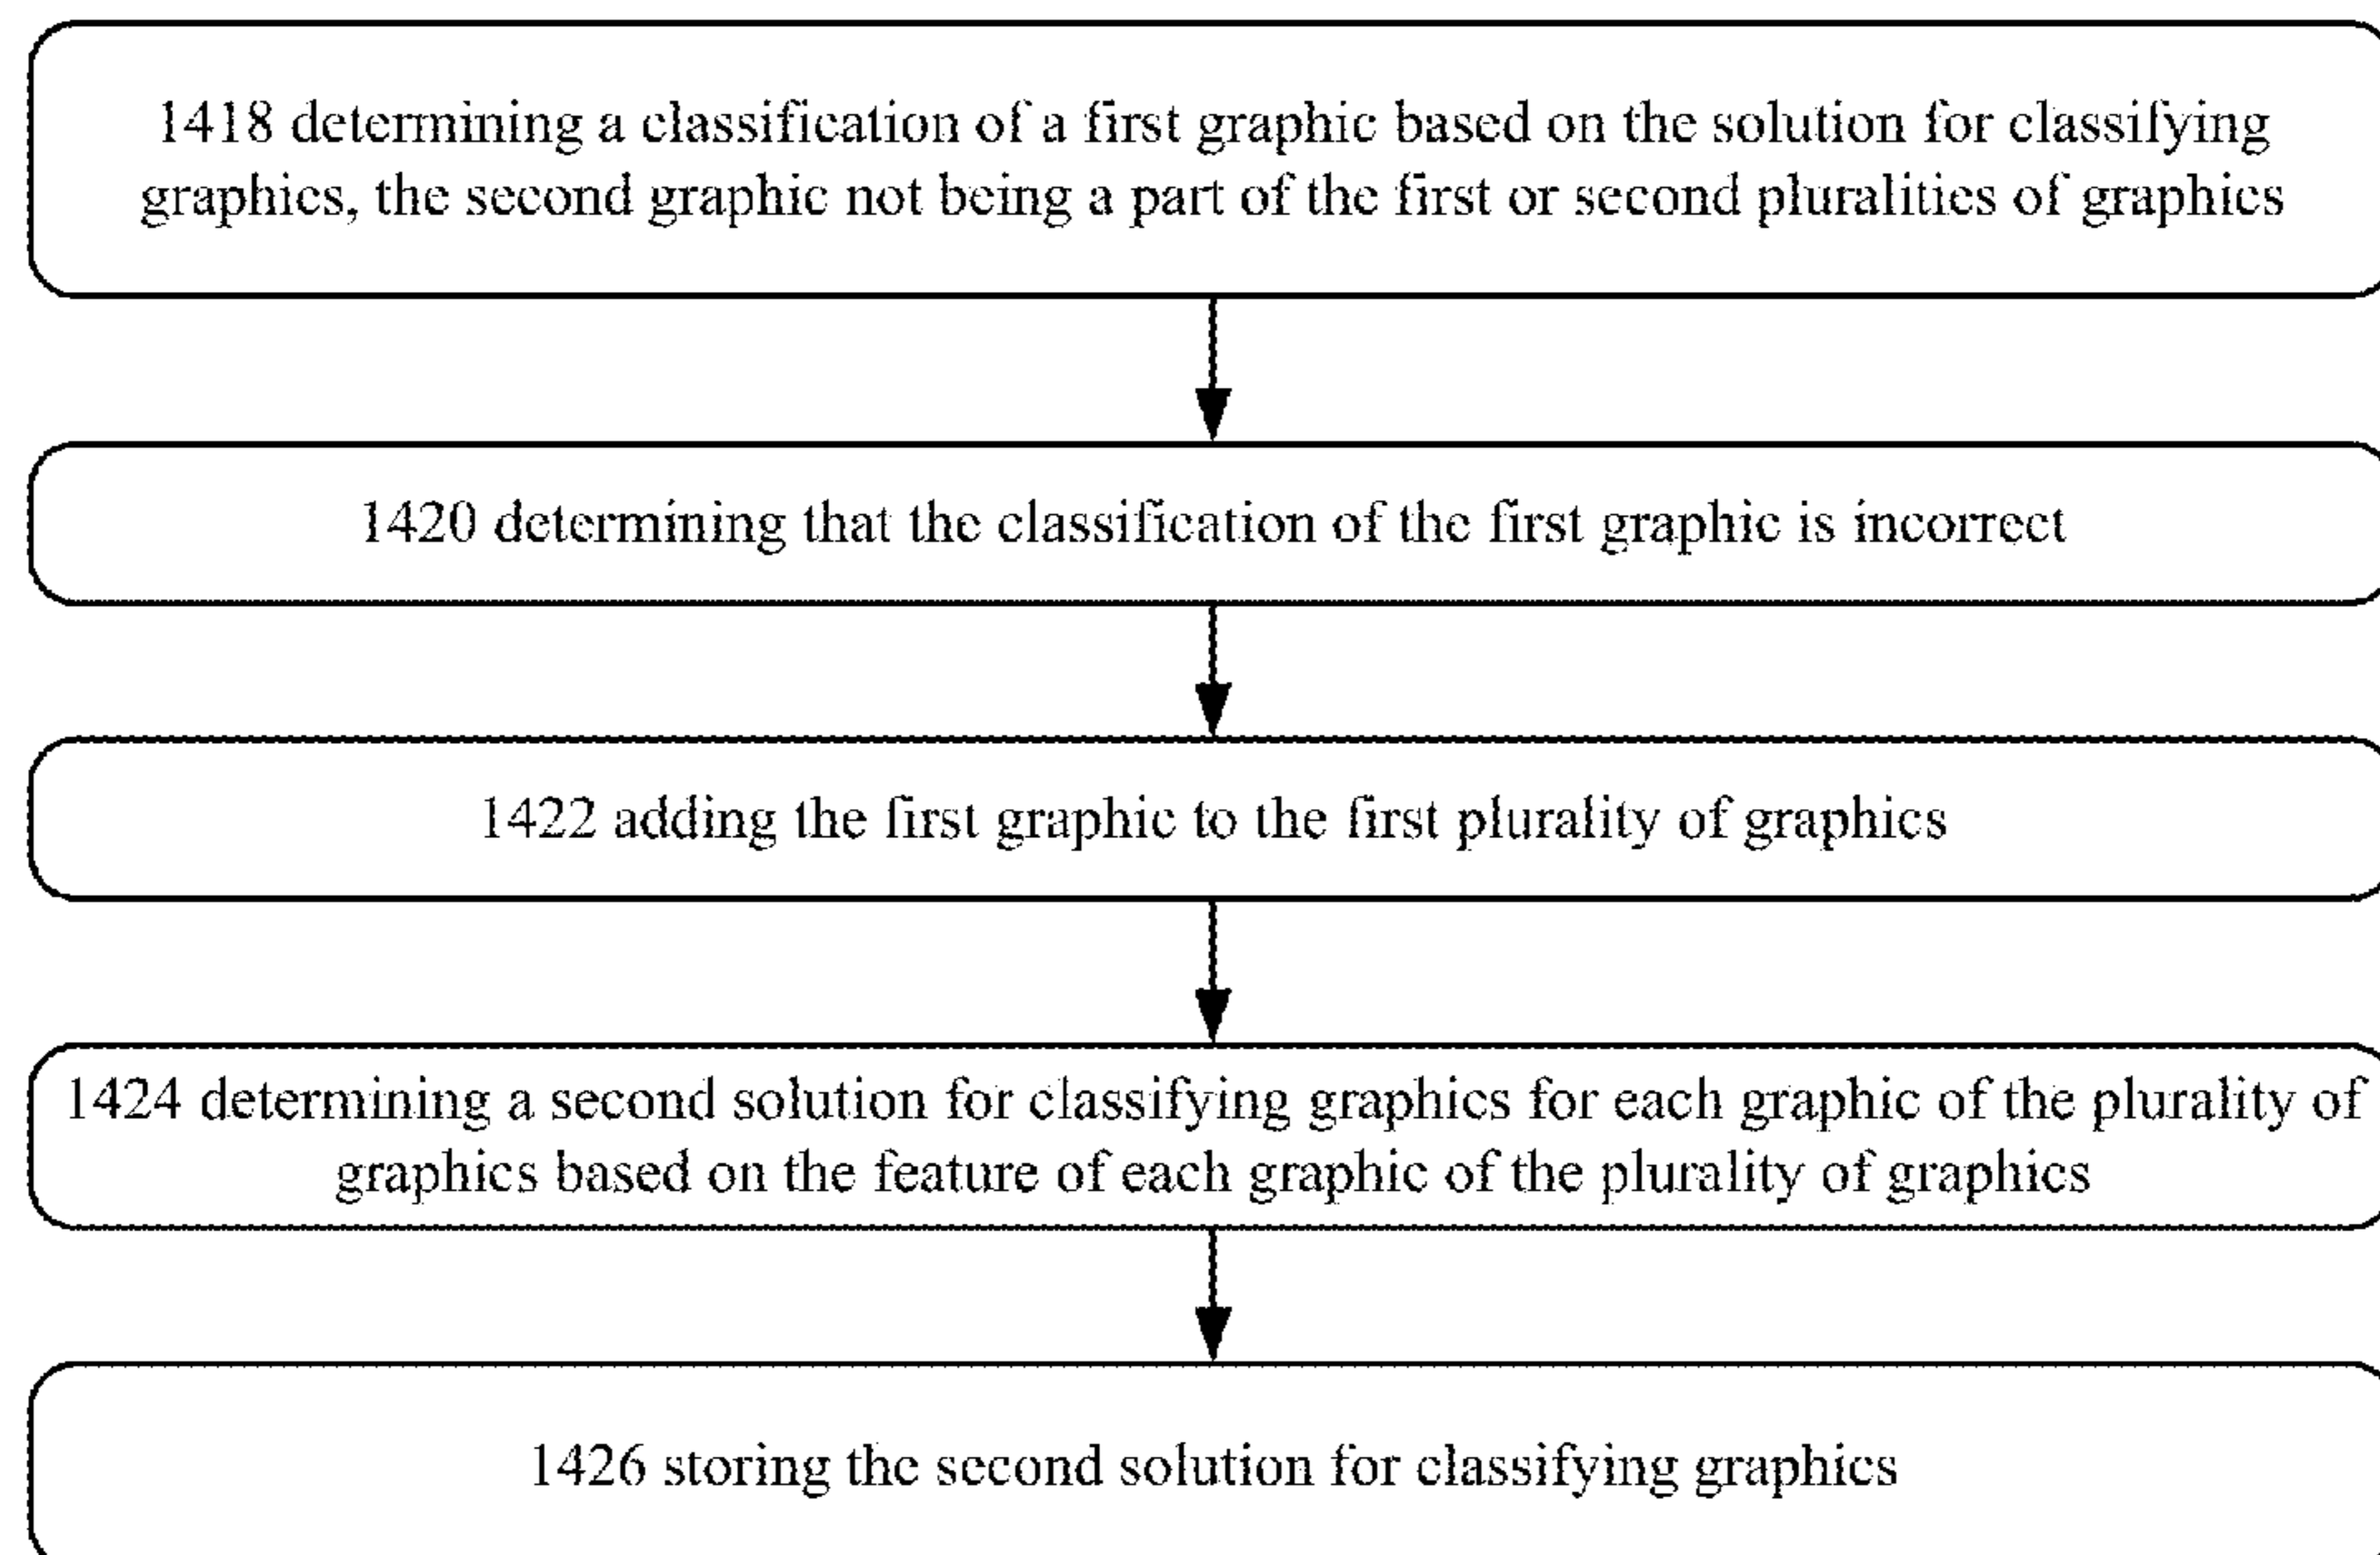 1418 determining a classification of a first graphic based on the solution for classifying
graphics, the second graphic not being a part of the first or second pluralities of graphics
1420 determining that the classification of the first graphic is incorrect
1422 adding the first graphic to the first plurality of graphics
1424 determining a second solution for classifying graphics for each graphic of the plurality of
graphics based on the feature of each graphic of the plurality of graphics
1426 storing the second solution for classifying graphics